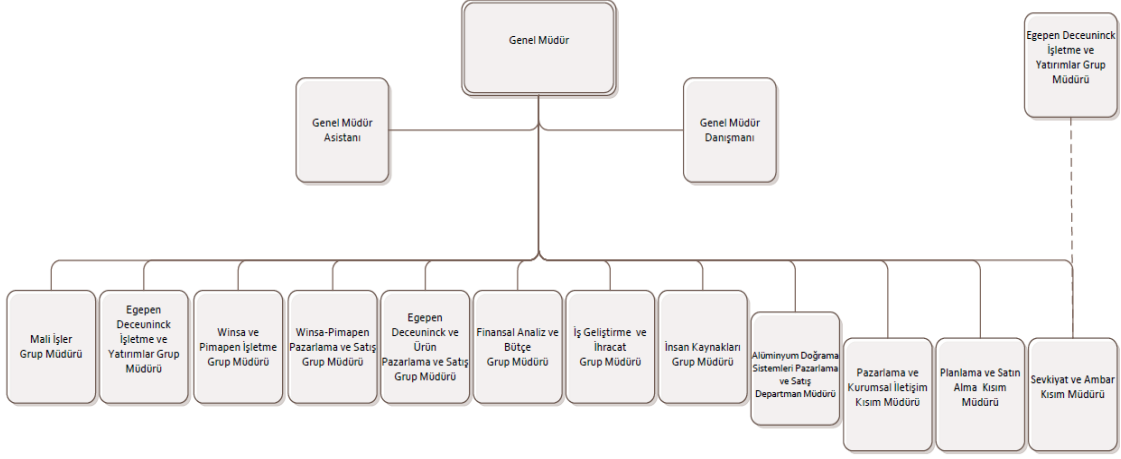 Genel Müdür
Egepen Deceuninck
İşletme ve
Yatırımlar Grup
Müdürü
Genel Müdür
Asistanı
Genel Müdür
Danışmanı
Mali İşler
Grup Müdürü
Egepen
Deceuninck
İşletme ve
Yatırımlar Grup
Müdürü
Winsa ve
Pimapen İşletme
Grup Müdürü
Winsa-Pimapen
Pazarlama ve Satış
Grup Müdürü
Egepen
Deceuninck ve
Ürün
Pazarlama ve Satış
Grup Müdürü
Finansal Analiz ve
Bütçe
Grup Müdürü
İş Geliştirme ve
İhracat
Grup Müdürü
İnsan Kaynakları
Grup Müdürü
Alüminyum Doğrama
Sistemleri Pazarlama
ve Satış
Departman Müdürü
Pazarlama ve
Kurumsal İletişim
Kısım Müdürü
Planlama ve Satın
Alma Kısım
Müdürü
Sevkiyat ve Ambar
Kısım Müdürü